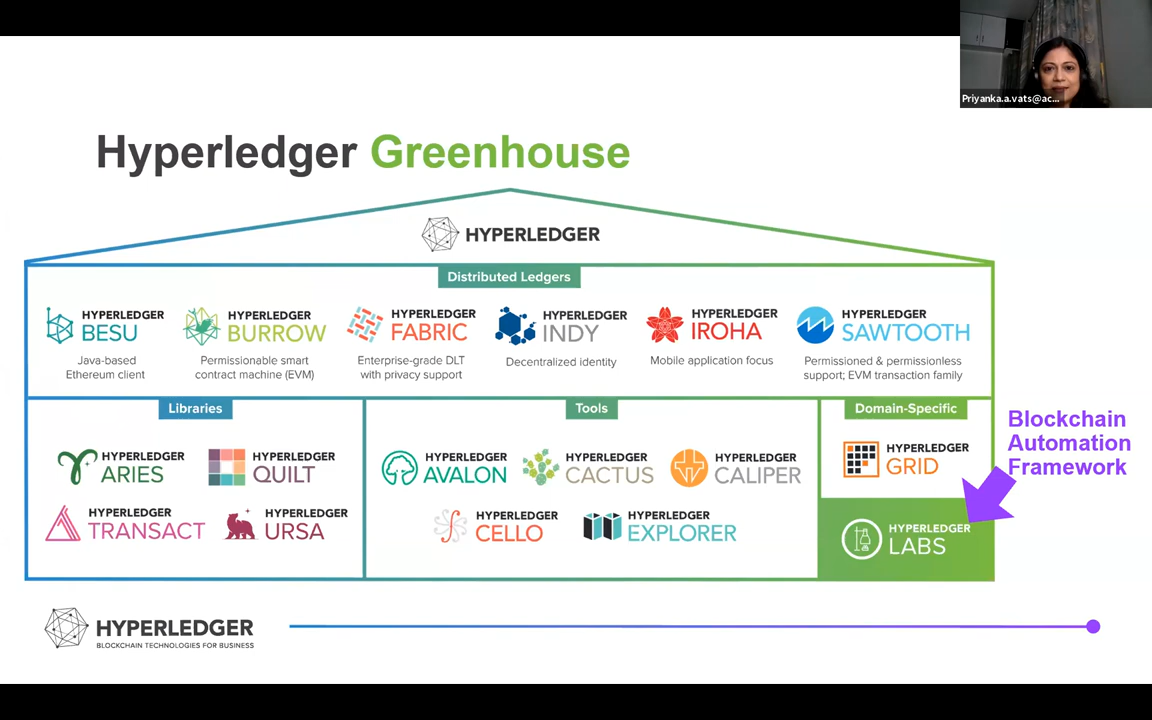 Priyanka.a.vats@ac...
Hyperledger Greenhouse
HYPERLEDGER
Distributed Ledgers
HYPERLEDGER
BESU
Java-based
Ethereum client
HYPERLEDGER
BURROW
Permissionable smart
contract machine (EVM)
HYPERLEDGER
FABRIC
Enterprise-grade DLT
with privacy support
HYPERLEDGER
INDY
Decentralized identity
HYPERLEDGER
IROHA
Mobile application focus
HYPERLEDGER
SAWTOOTH
Permissioned & permissionless
support; EVM transaction family
Libraries
HYPERLEDGER
ARIES
HYPERLEDGER
QUILT
HYPERLEDGER
TRANSACT
HYPERLEDGER
URSA
Tools
HYPERLEDGER
AVALON
HYPERLEDGER
CACTUS
HYPERLEDGER
CALIPER
HYPERLEDGER
CELLO
HYPERLEDGER
EXPLORER
Domain-Specific
HYPERLEDGER
GRID
HYPERLEDGER
LABS
Blockchain
Automation
Framework
HYPERLEDGER
BLOCKCHAIN TECHNOLOGIES FOR BUSINESS